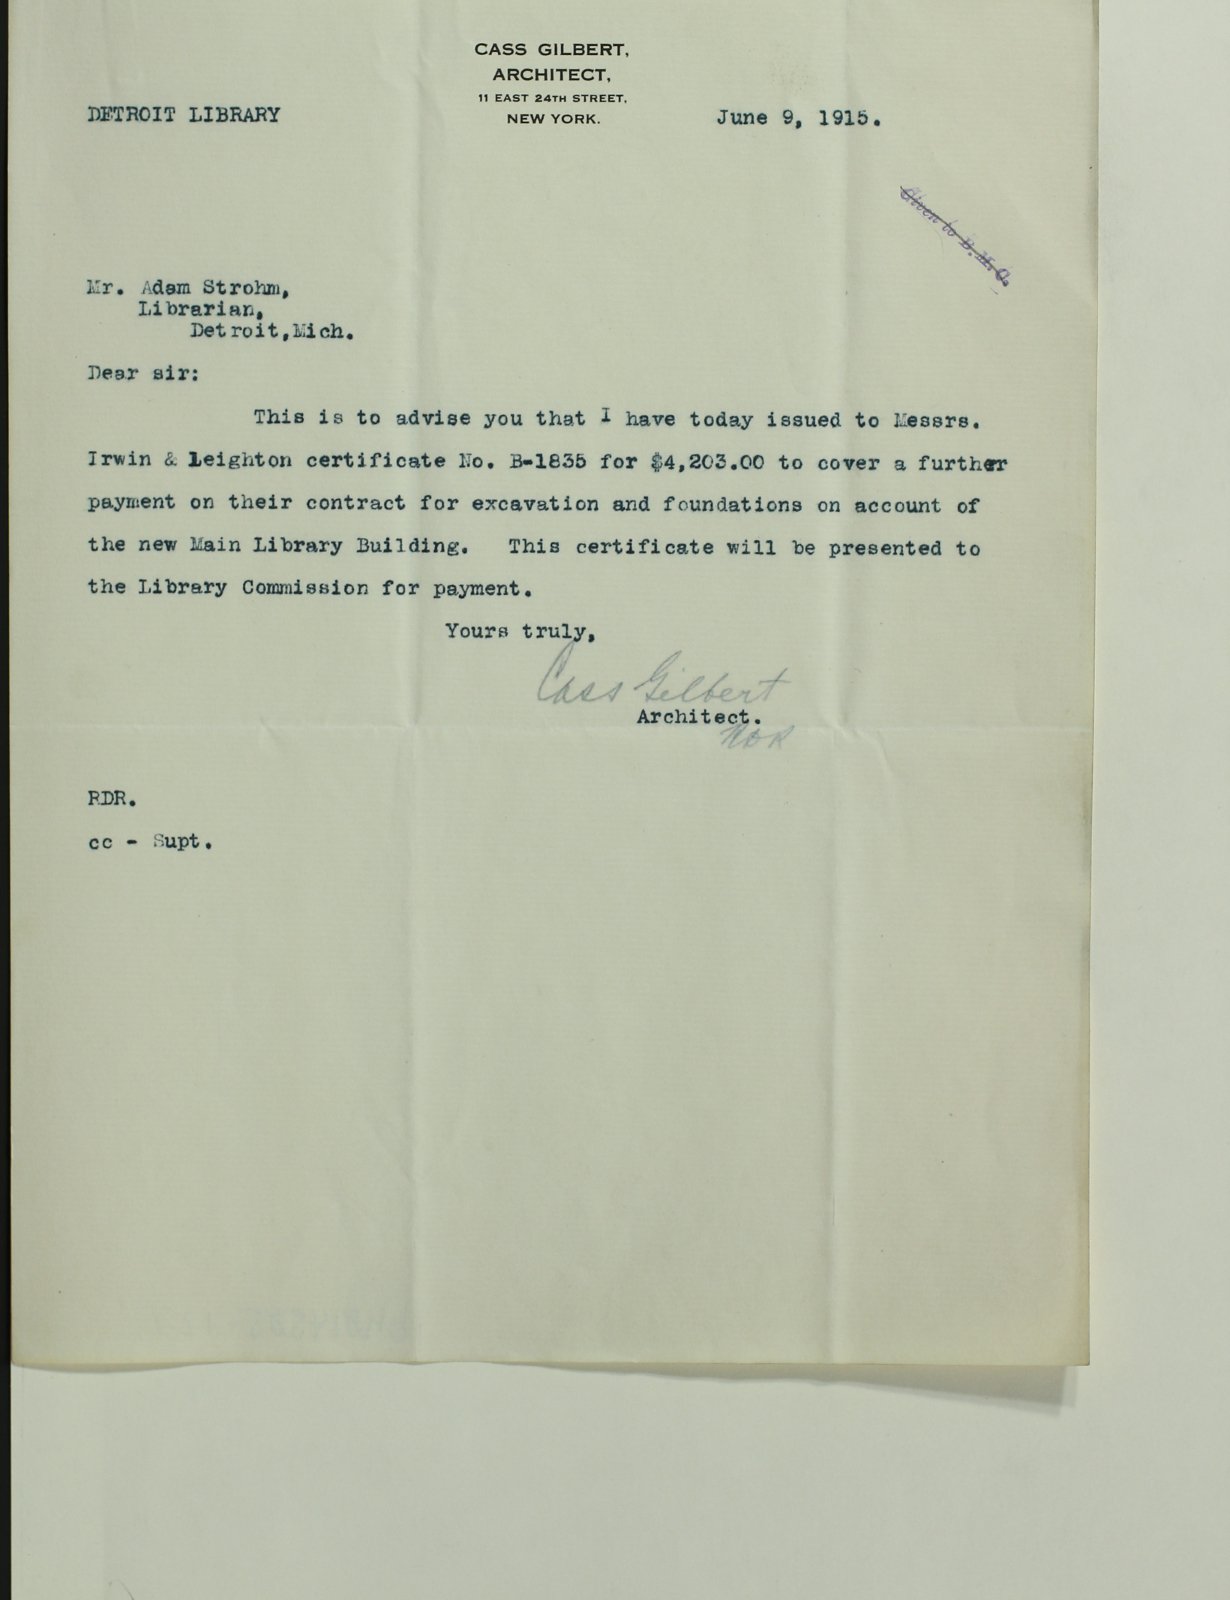 CASS GILBERT,
ARCHITECT,
11 EAST 24TH STREET,
NEW YORK.
DETROIT LIBRARY
June 9, 1915.
Given to B. M. O.
Mr. Adam Strohm,
Librarian,
Detroit,Mich.
Dear sir:
This is to advise you that I have today issued to Messrs.
Irwin & Leighton certificate No. B-1835 for $4,203.00 to cover a further
payment on their contract for excavation and foundations on account of
the new Main Library Building. This certificate will be presented to
the Library Commission for payment.
Yours truly,
Cass Gilbert
Architect.
RDR
RDR.
cc - Supt.